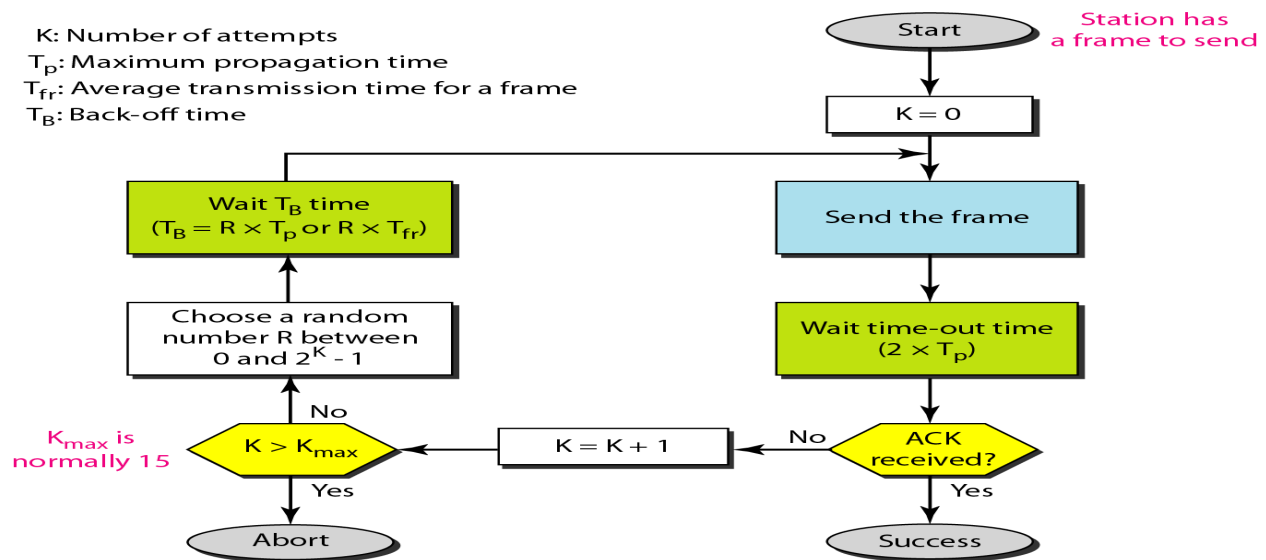 K: Number of attempts
Tp: Maximum propagation time
Tfr: Average transmission time for a frame
TB: Back-off time
Start
Station has
a frame to send
K = 0
Wait TB time
(TB = R × Tp or R × Tfr)
Send the frame
Choose a random
number R between
0 and 2^K - 1
Wait time-out time
(2 × Tp)
No
Kmax is
normally 15
K > Kmax
K = K + 1
No
ACK
received?
Yes
Yes
Abort
Success